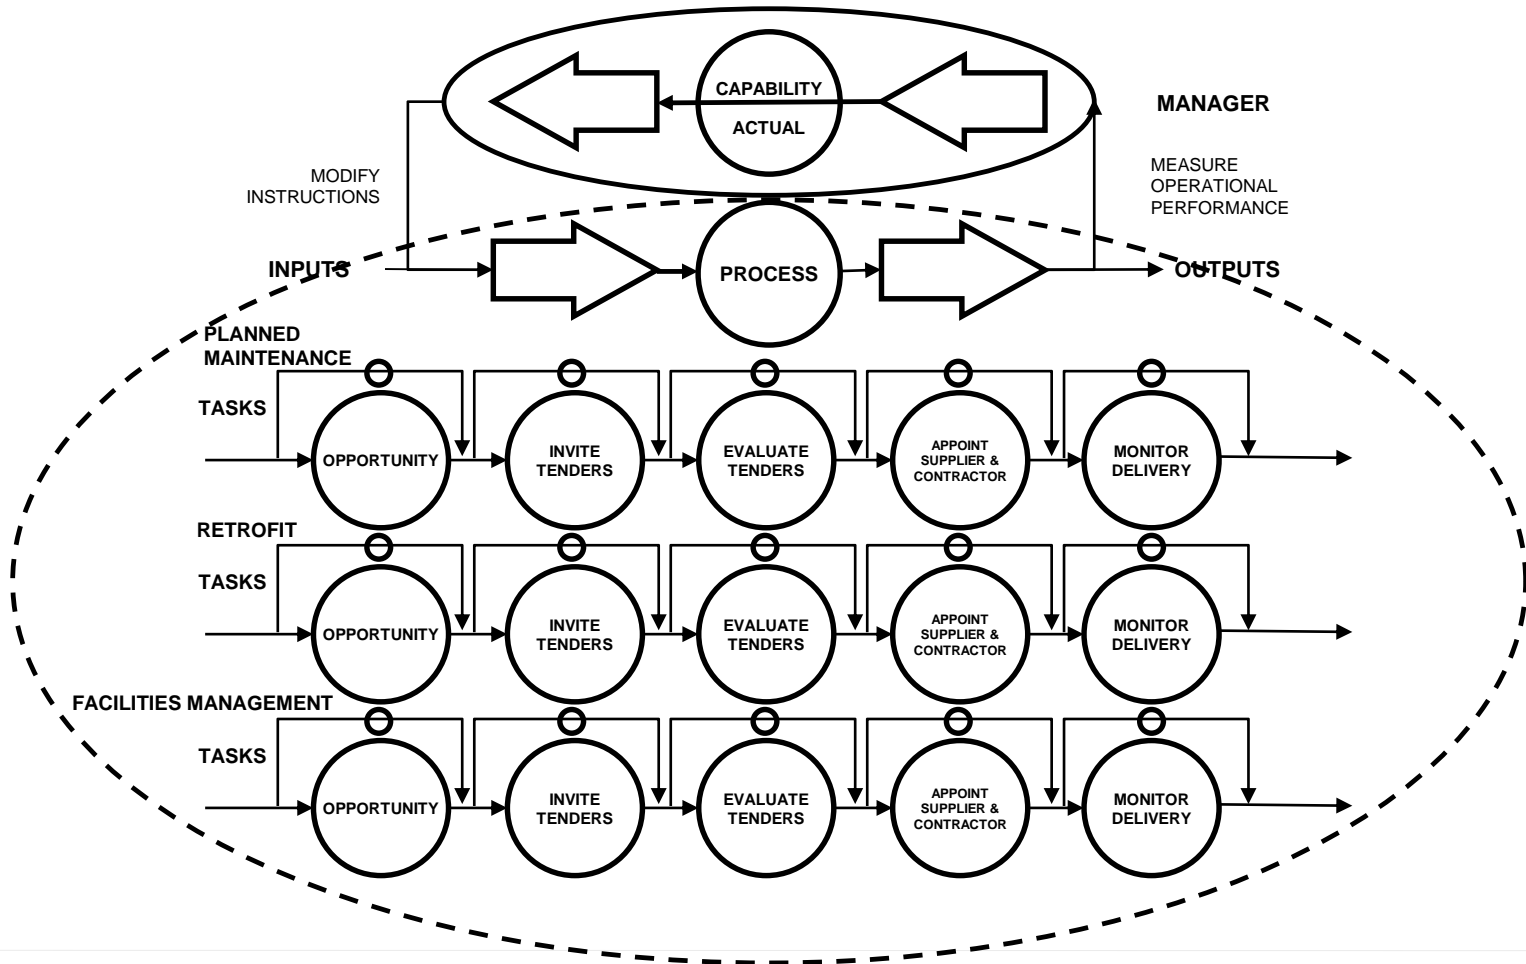 CAPABILITY
ACTUAL
MANAGER
MODIFY
INSTRUCTIONS
MEASURE
OPERATIONAL
PERFORMANCE
INPUTS
PROCESS
OUTPUTS
PLANNED
MAINTENANCE
TASKS
OPPORTUNITY
INVITE
TENDERS
EVALUATE
TENDERS
APPOINT
SUPPLIER &
CONTRACTOR
MONITOR
DELIVERY
RETROFIT
TASKS
OPPORTUNITY
INVITE
TENDERS
EVALUATE
TENDERS
APPOINT
SUPPLIER &
CONTRACTOR
MONITOR
DELIVERY
FACILITIES MANAGEMENT
TASKS
OPPORTUNITY
INVITE
TENDERS
EVALUATE
TENDERS
APPOINT
SUPPLIER &
CONTRACTOR
MONITOR
DELIVERY